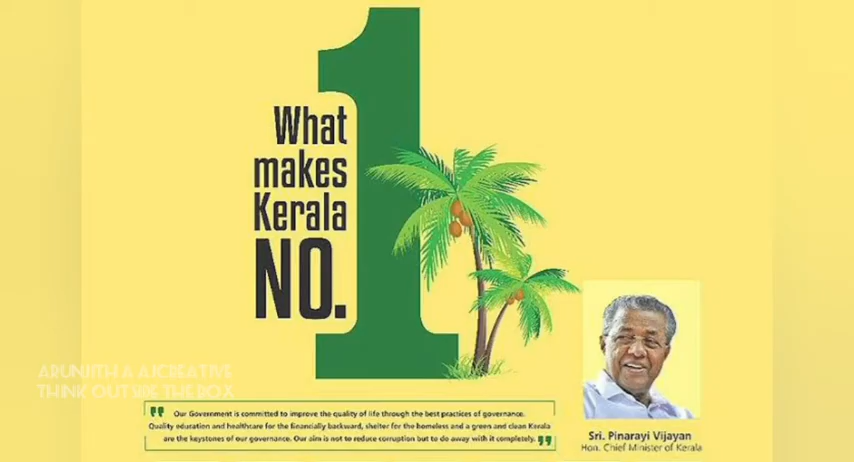 What
makes
Kerala
NO.
1
ARUNJITH A AJCREATIVE
THINK OUTSIDE THE BOX
"Our Government is committed to improve the quality of life through the best practices of governance.
Quality education and healthcare for the financially backward, shelter for the homeless and a green and clean Kerala
are the keystones of our governance. Our aim is not to reduce corruption but to do away with it completely."
Sri. Pinarayi Vijayan
Hon. Chief Minister of Kerala